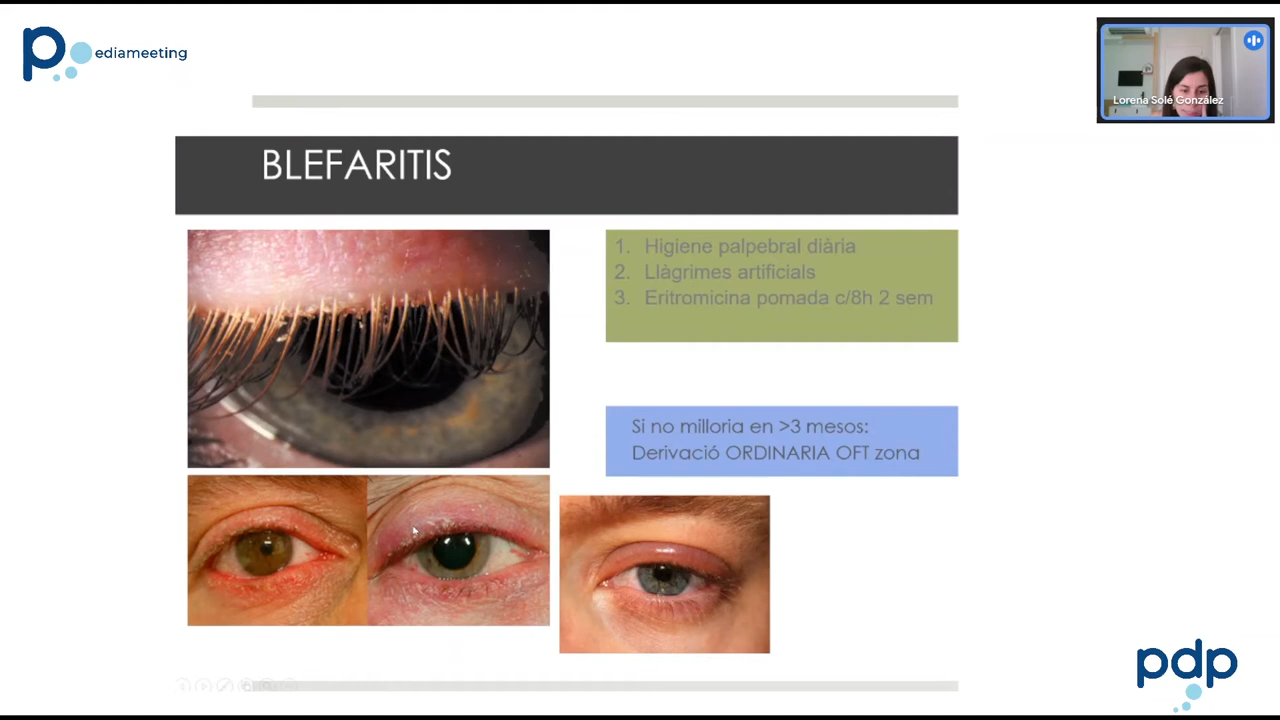 pediameeting
Lorena Solé González
BLEFARITIS
1. Higiene palpebral diària
2. Llàgrimes artificials
3. Eritromicina pomada c/8h 2 sem
Si no milloria en >3 mesos:
Derivació ORDINARIA OFT zona
pdp